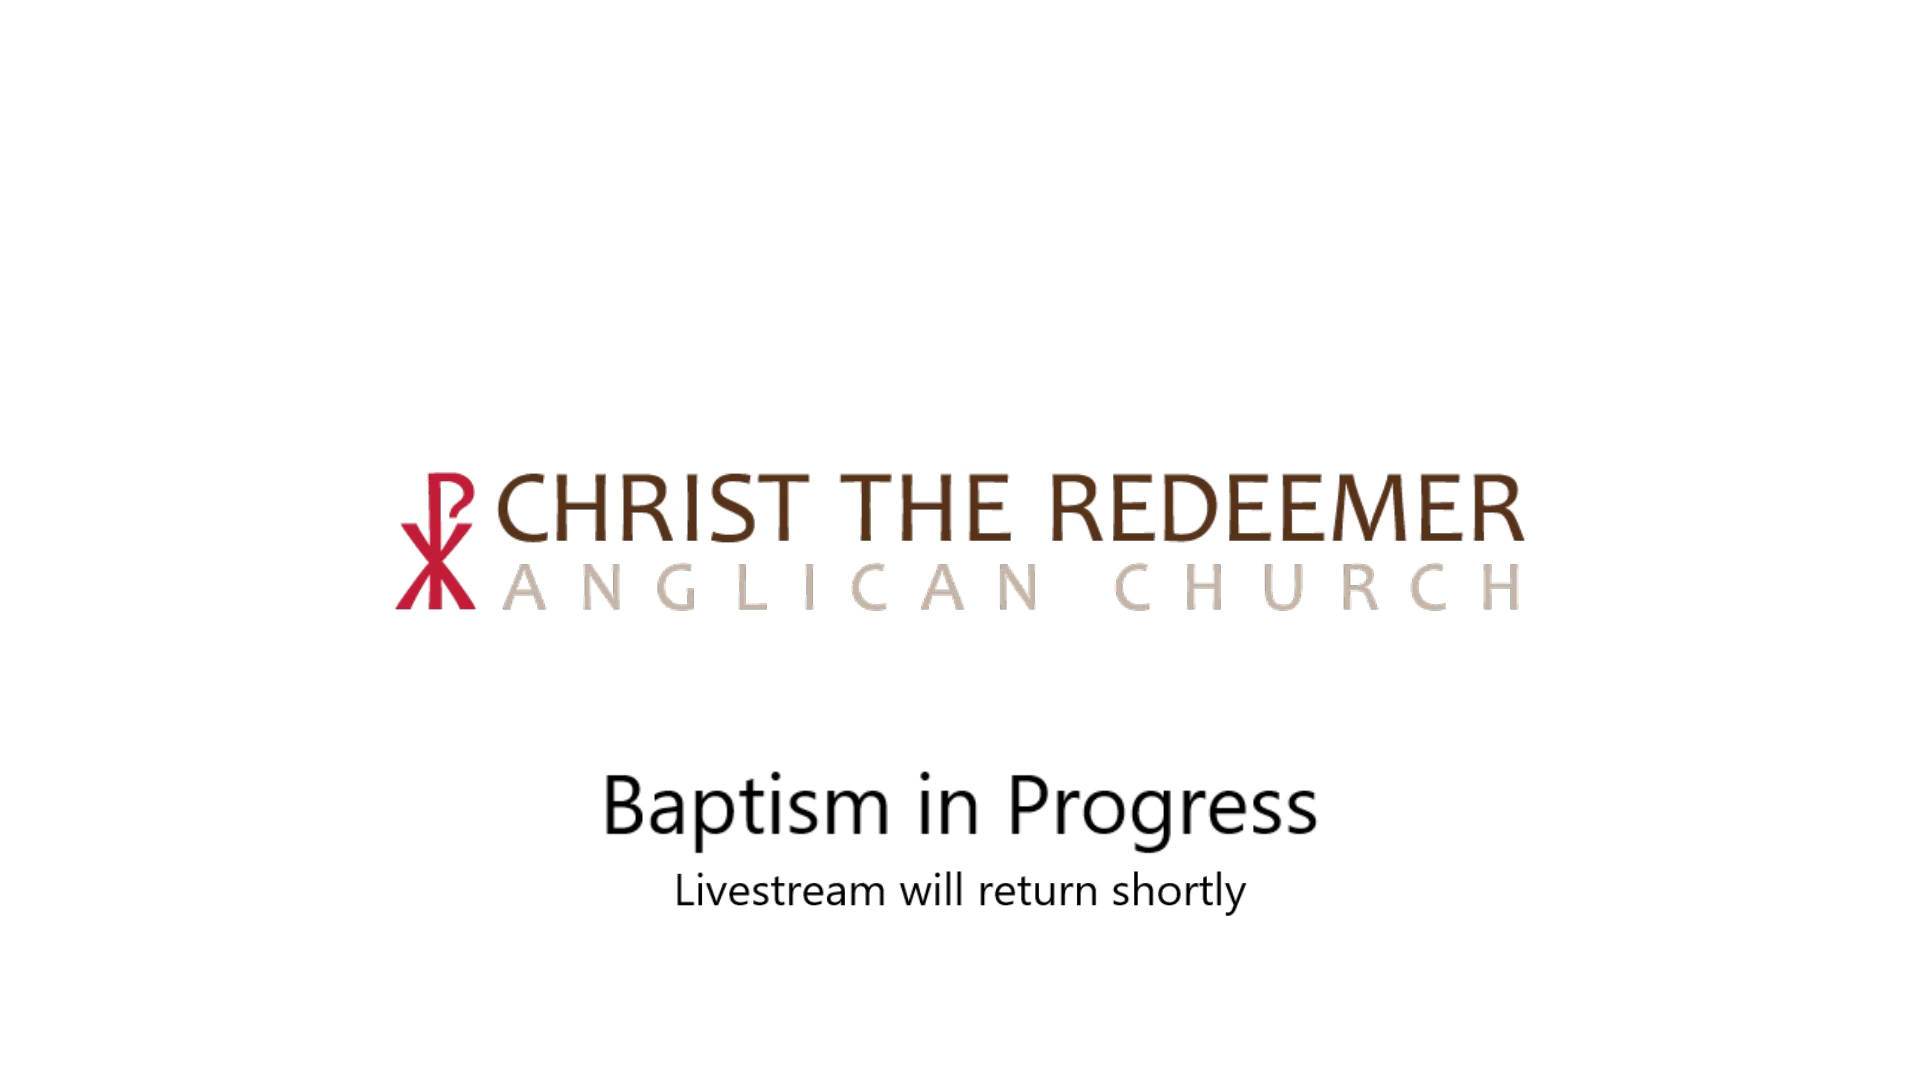 CHRIST THE REDEEMER
ANGLICAN CHURCH
Baptism in Progress
Livestream will return shortly